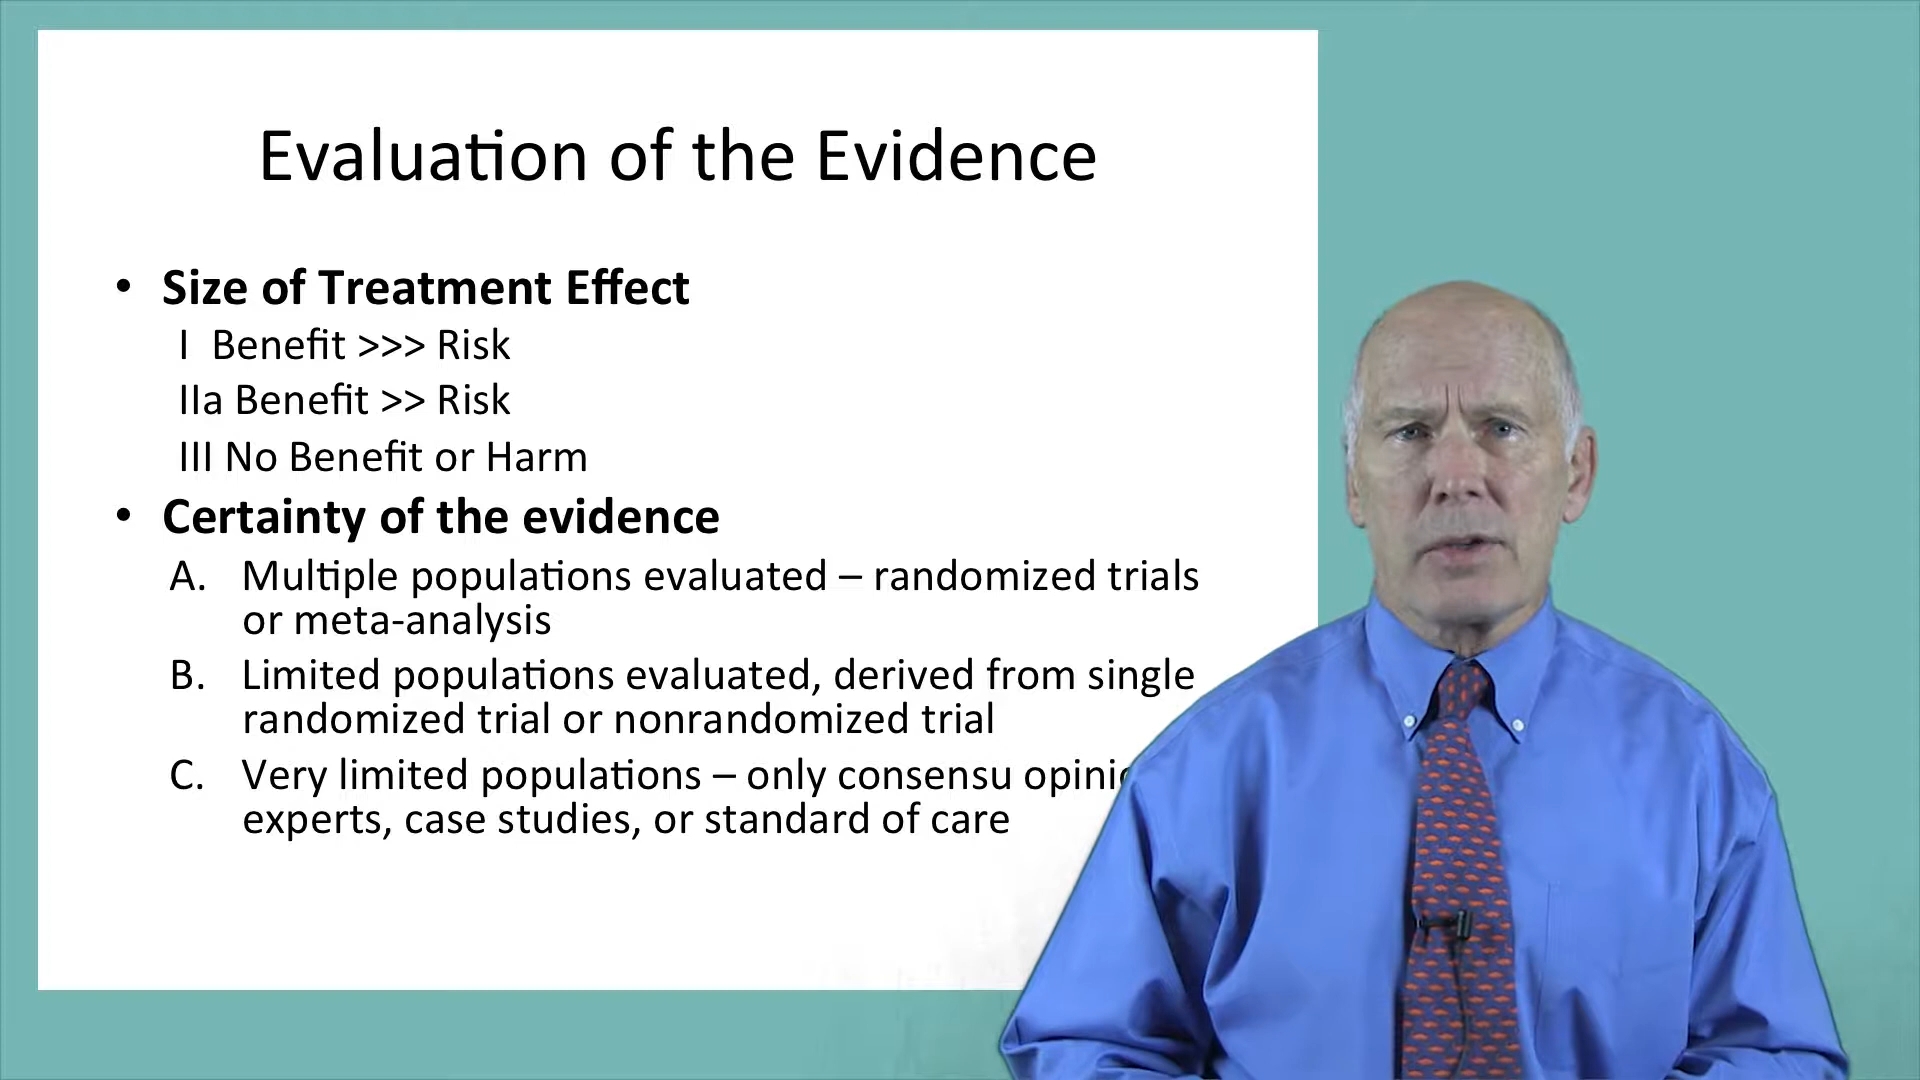 Evaluation of the Evidence
• Size of Treatment Effect
I Benefit >>> Risk
IIa Benefit >> Risk
III No Benefit or Harm
• Certainty of the evidence
A. Multiple populations evaluated – randomized trials
or meta-analysis
B. Limited populations evaluated, derived from single
randomized trial or nonrandomized trial
C. Very limited populations – only consensu
experts, case studies, or standard of care